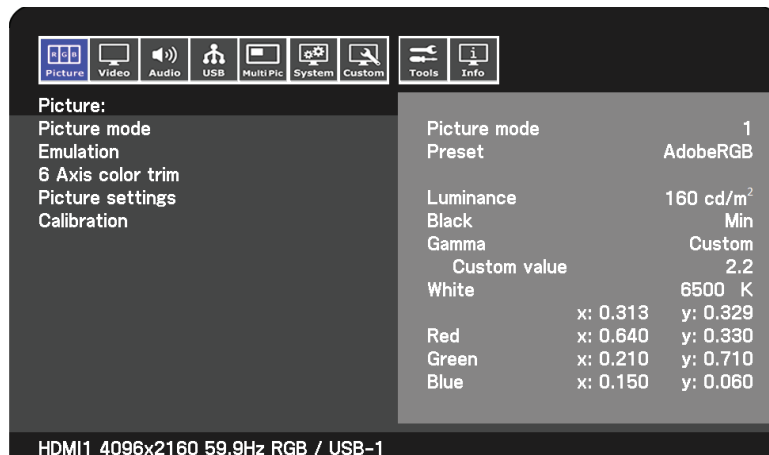 R G B
Picture Video Audio USB Multi Pic System Custom Tools Info
Picture:
Picture mode
Emulation
6 Axis color trim
Picture settings
Calibration
Picture mode 1
Preset AdobeRGB
Luminance 160 cd/m²
Black Min
Gamma Custom
Custom value 2.2
White 6500 K
x: 0.313 y: 0.329
Red x: 0.640 y: 0.330
Green x: 0.210 y: 0.710
Blue x: 0.150 y: 0.060
HDMI1 4096x2160 59.9Hz RGB / USB-1